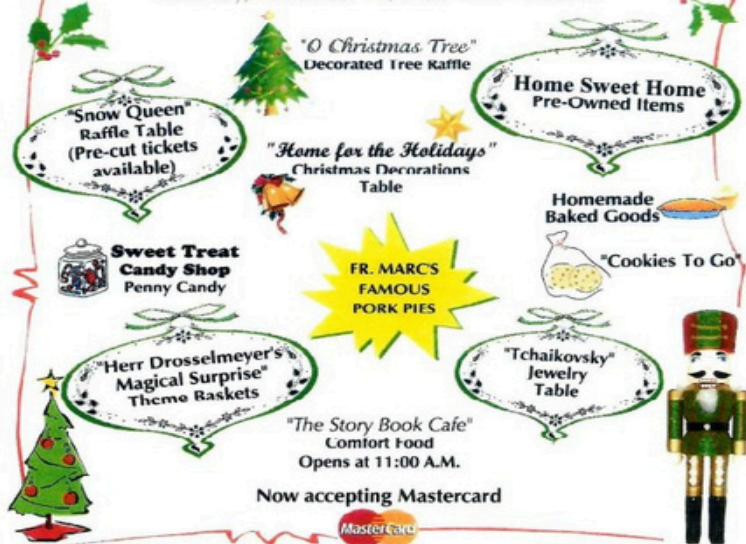 "O Christmas Tree"
Decorated Tree Raffle
Home Sweet Home
Pre-Owned Items
"Snow Queen"
Raffle Table
(Pre-cut tickets
available)
"Home for the Holidays"
Christmas Decorations
Table
Homemade
Baked Goods
Sweet Treat
Candy Shop
Penny Candy
FR. MARC'S
FAMOUS
PORK PIES
"Cookies To Go"
"Herr Drosselmeyer's
Magical Surprise"
Theme Baskets
"Tchaikovsky"
Jewelry
Table
"The Story Book Cafe"
Comfort Food
Opens at 11:00 A.M.
Now accepting Mastercard
MasterCard